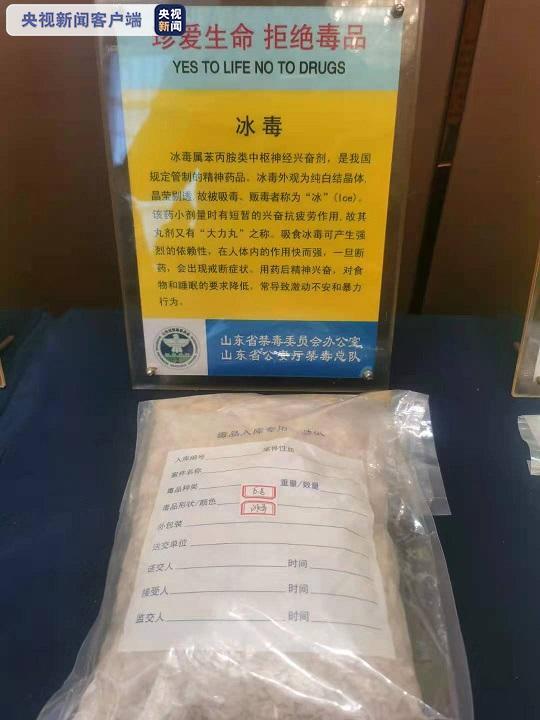 央视新闻客户端
央视
新闻
珍爱生命 拒绝毒品
YES TO LIFE NO TO DRUGS
冰毒
冰毒属苯丙胺类中枢神经兴奋剂，是我国
规定管制的精神药品。冰毒外观为纯白结晶体，
晶莹剔透，故被吸毒、贩毒者称为“冰”(Ice)。
该药小剂量时有短暂的兴奋抗疲劳作用，故其
丸剂又有“大力丸”之称。吸食冰毒可产生强
烈的依赖性，在人体内的作用快而强，一旦断
药，会出现戒断症状。用药后精神兴奋，对食
物和睡眠的要求降低，常导致激动不安和暴力
行为。
山东省禁毒委员会办公室
山东省公安厅禁毒总队
毒品入库专用
入库编号 案件性质
案件名称
毒品种类 重量/数量
毒品形状/颜色
外包装
送交单位
送交人 时间
接受人 时间
监交人 时间